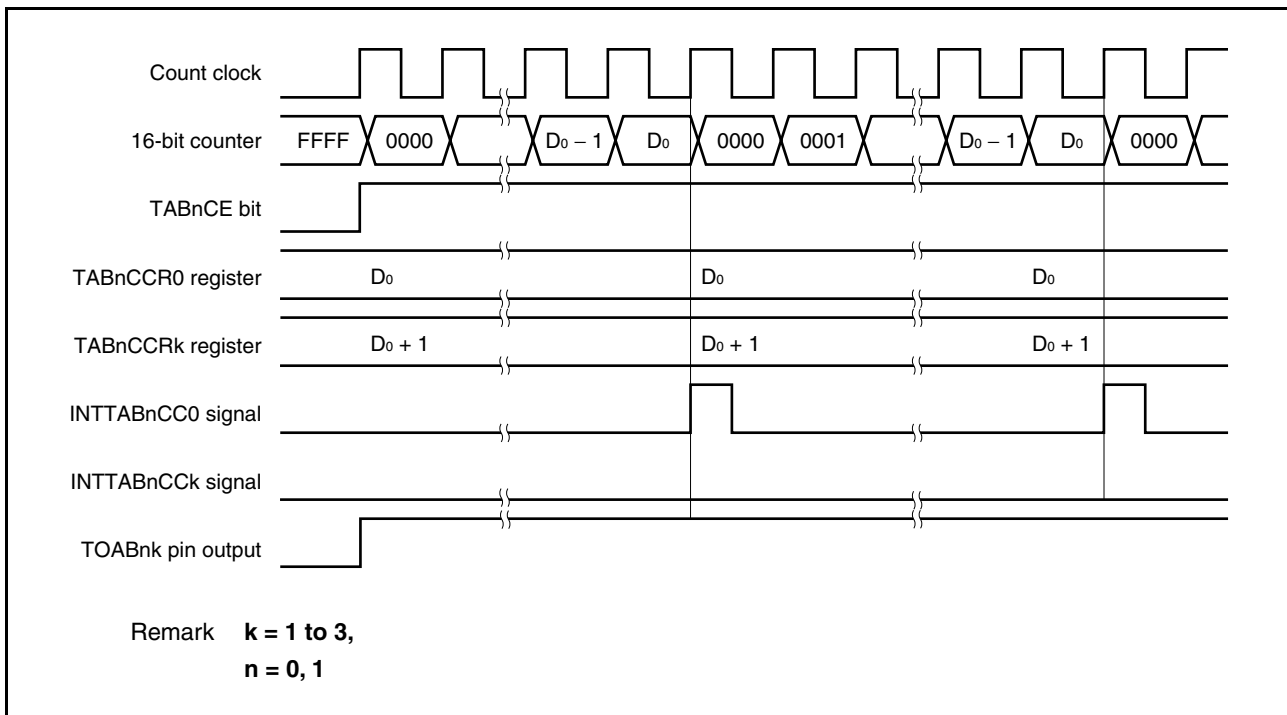 Count clock
16-bit counter FFFF 0000 D0 − 1 D0 0000 0001 D0 − 1 D0 0000
TABnCE bit
TABnCCR0 register D0 D0 D0
TABnCCRk register D0 + 1 D0 + 1 D0 + 1
INTTABnCC0 signal
INTTABnCCk signal
TOABnk pin output
Remark k = 1 to 3,
n = 0, 1